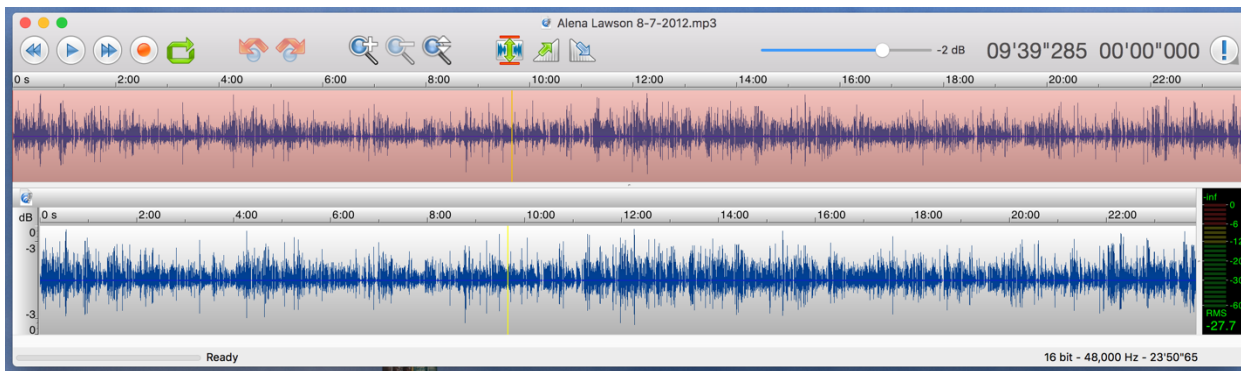 Alena Lawson 8-7-2012.mp3
-2 dB 09'39"285 00'00"000
0 s 2:00 4:00 6:00 8:00 10:00 12:00 14:00 16:00 18:00 20:00 22:00
-inf
dB 0 s 2:00 4:00 6:00 8:00 10:00 12:00 14:00 16:00 18:00 20:00 22:00
0 0
-3 -6
-12
-20
-30
-3 -60
0 RMS
-27.7
Ready 16 bit - 48,000 Hz - 23'50"65